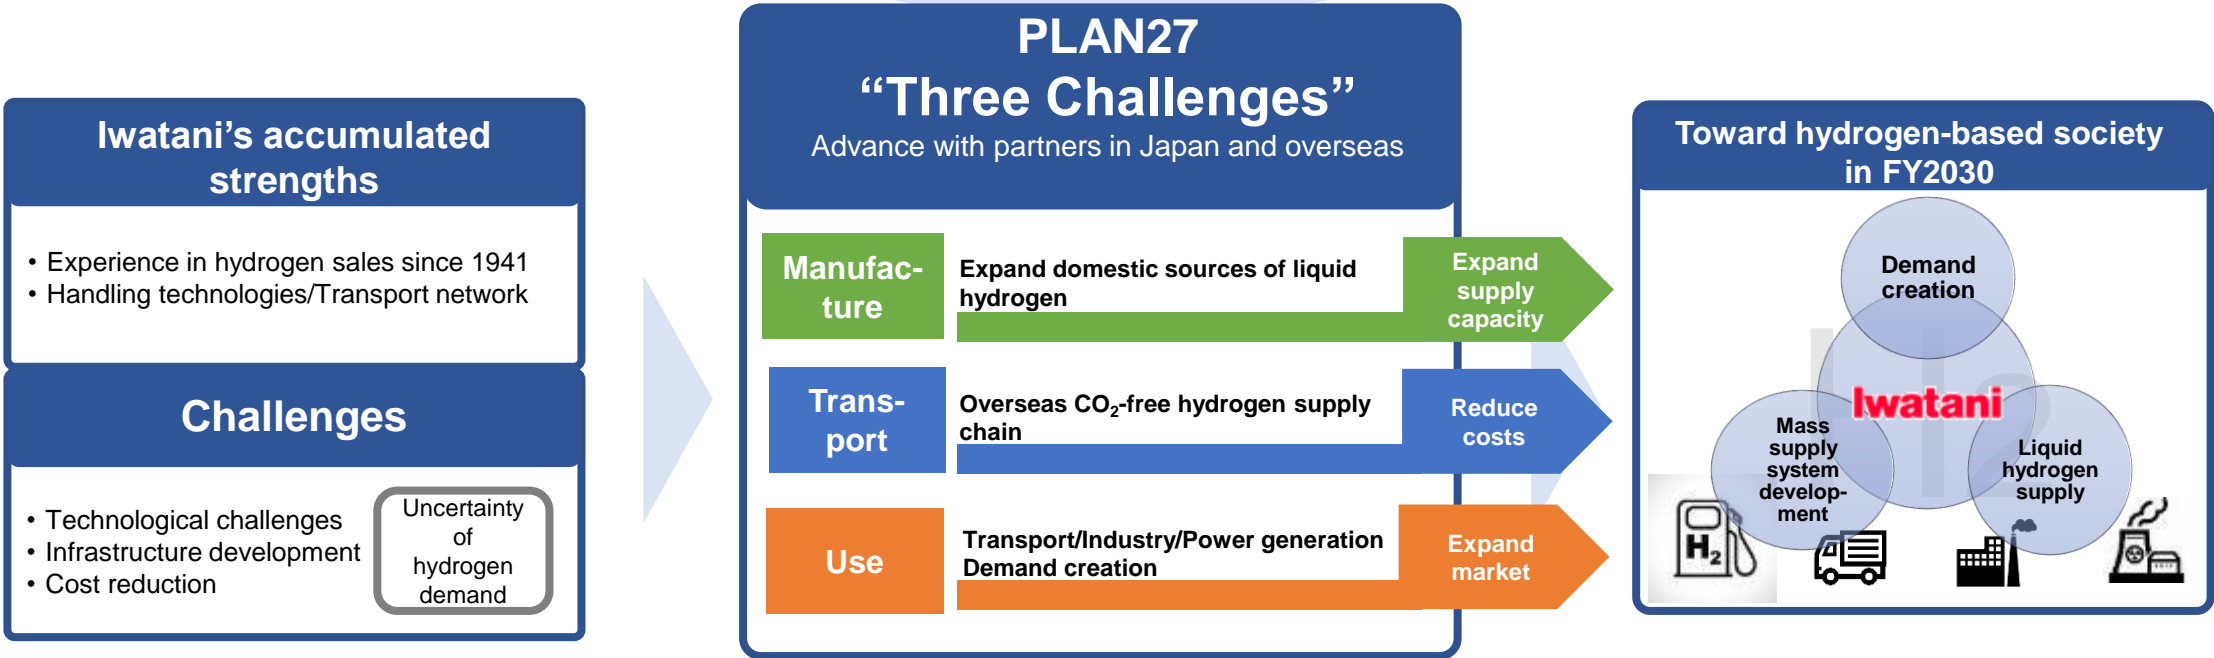 Iwatani’s accumulated
strengths
• Experience in hydrogen sales since 1941
• Handling technologies/Transport network
Challenges
• Technological challenges
• Infrastructure development
• Cost reduction
Uncertainty
of
hydrogen
demand
PLAN27
“Three Challenges”
Advance with partners in Japan and overseas
Manufac-
ture
Expand domestic sources of liquid
hydrogen
Expand
supply
capacity
Trans-
port
Overseas CO₂-free hydrogen supply
chain
Reduce
costs
Use
Transport/Industry/Power generation
Demand creation
Expand
market
Toward hydrogen-based society
in FY2030
Demand
creation
H2
Iwatani
Mass
supply
system
develop-
ment
Liquid
hydrogen
supply
H₂